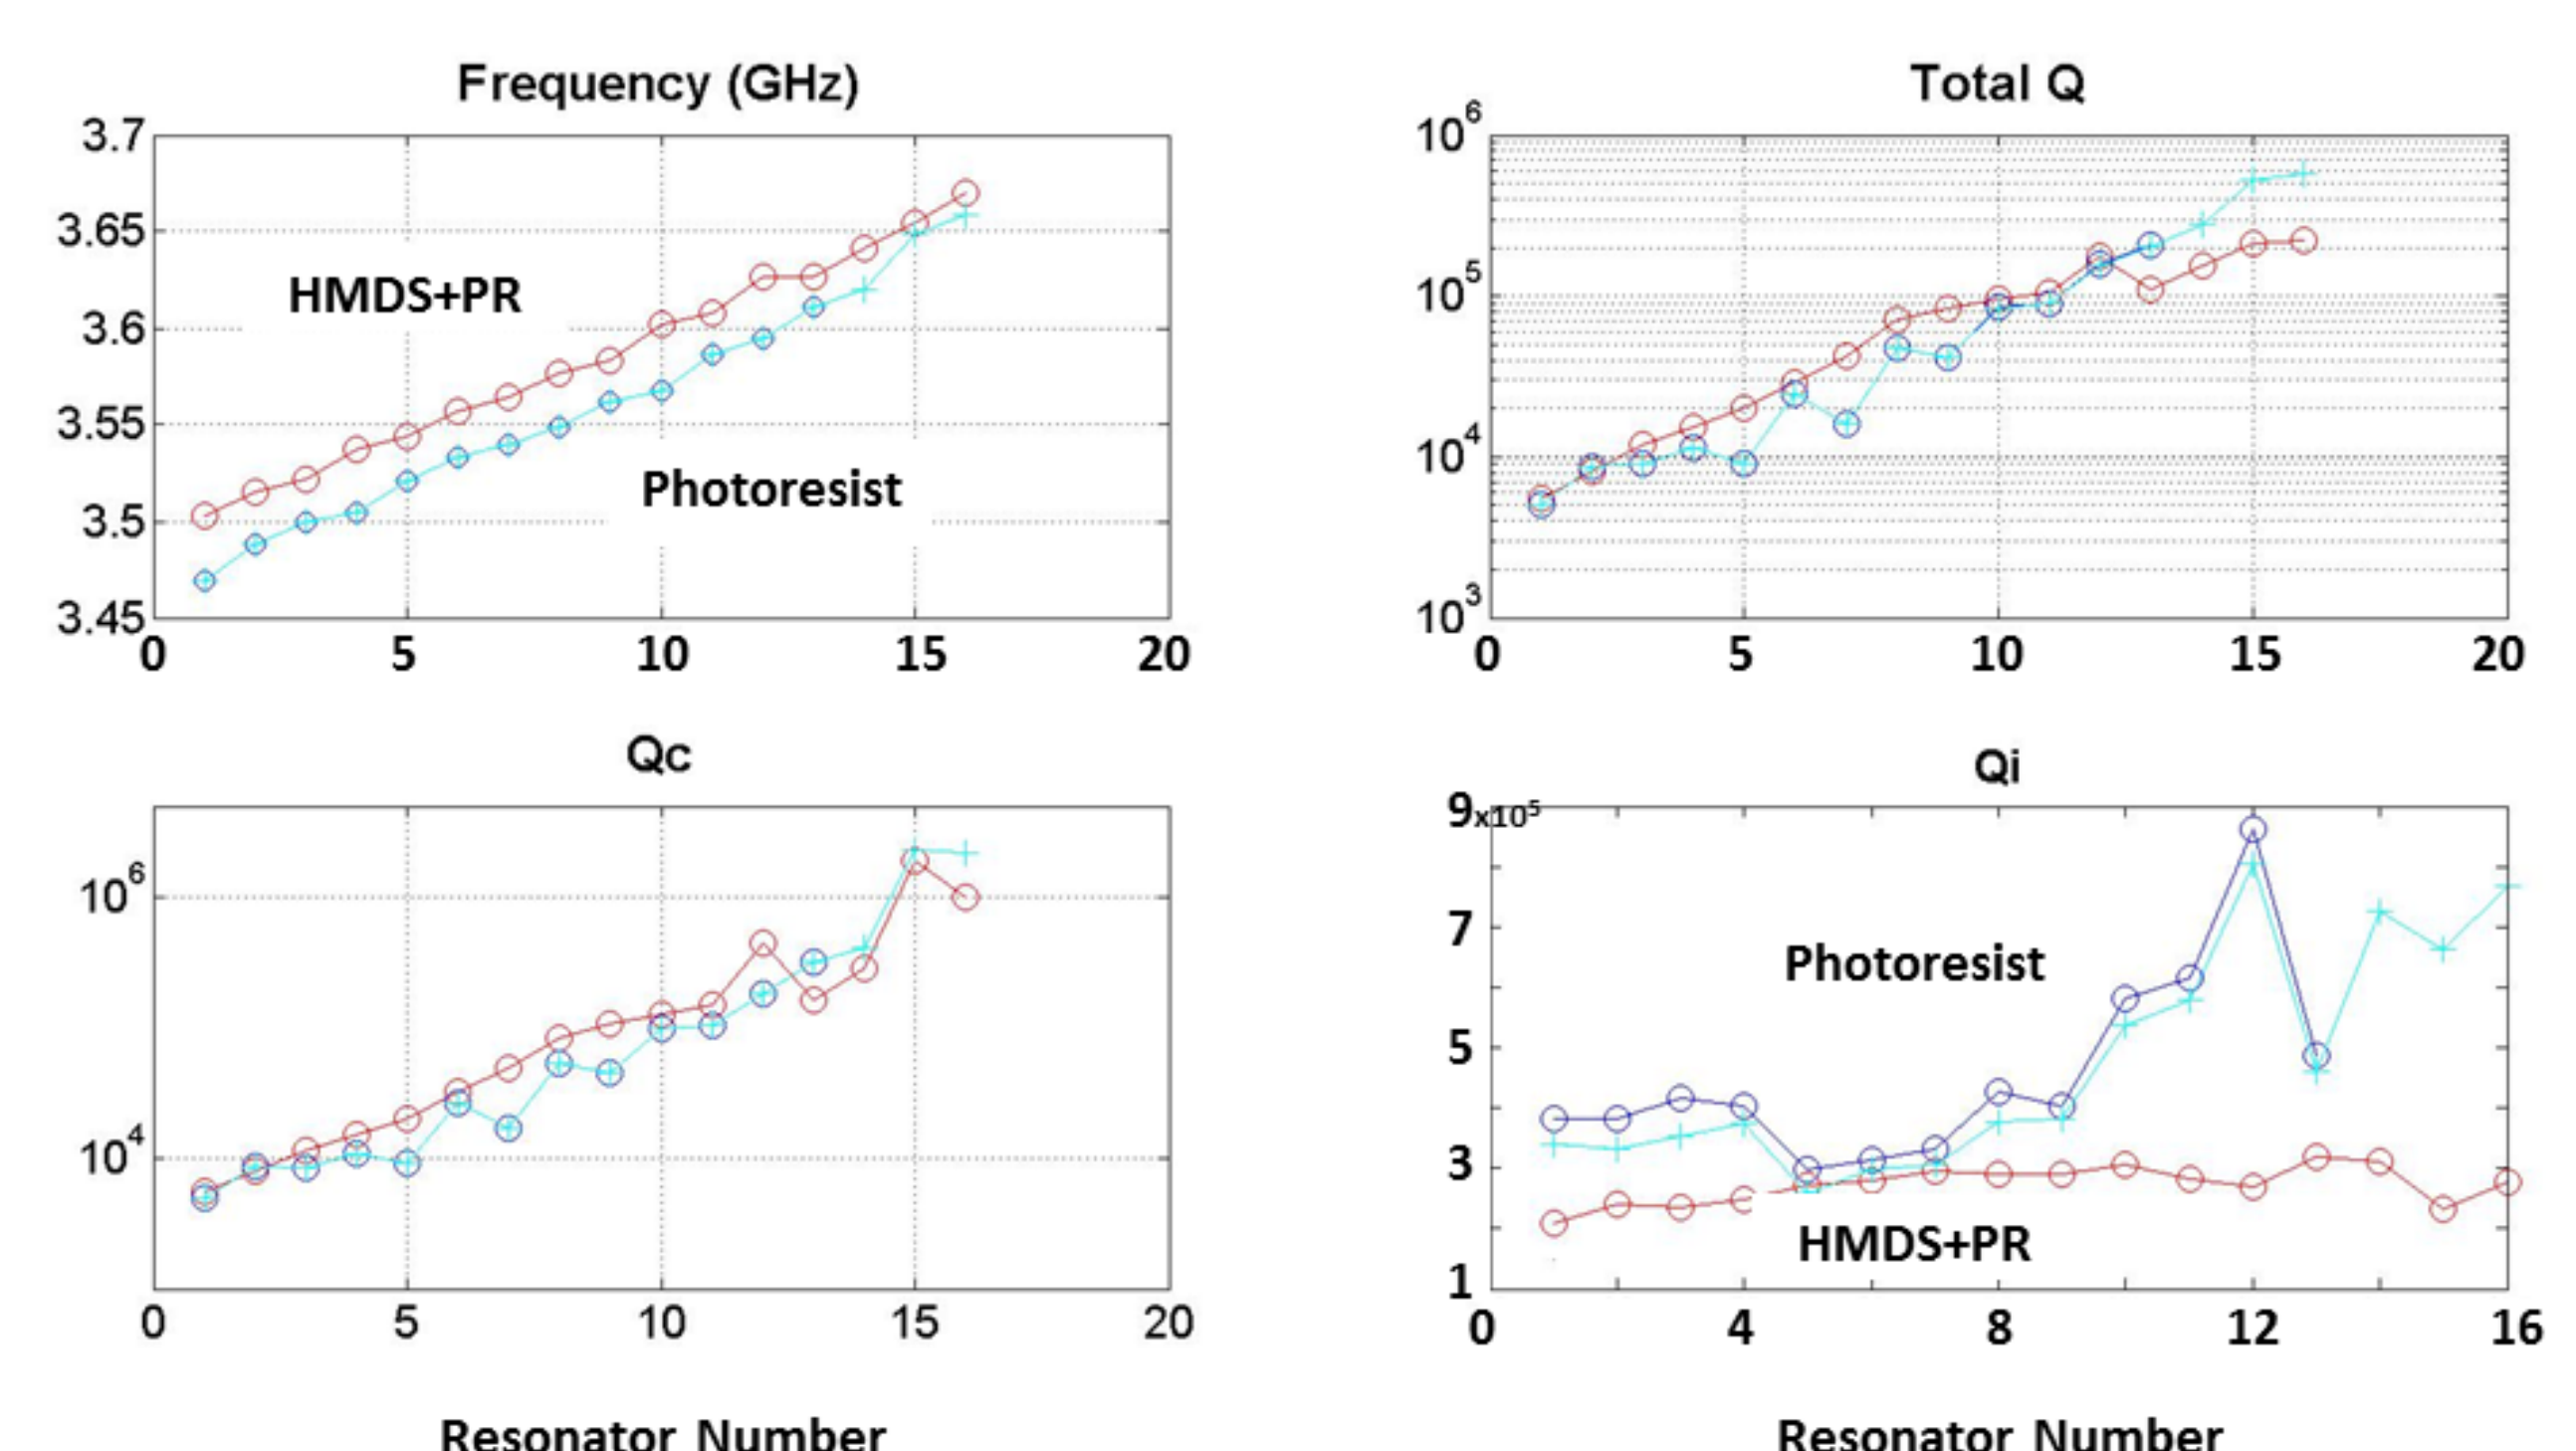 Frequency (GHz)
3.7
3.65
3.6
3.55
3.5
3.45
HMDS+PR
Photoresist
0 5 10 15 20
Total Q
10^6
10^5
10^4
10^3
0 5 10 15 20
Qc
10^6
10^4
0 5 10 15 20
Resonator Number
Qi
9x10^5
7
5
3
1
Photoresist
HMDS+PR
0 4 8 12 16
Resonator Number